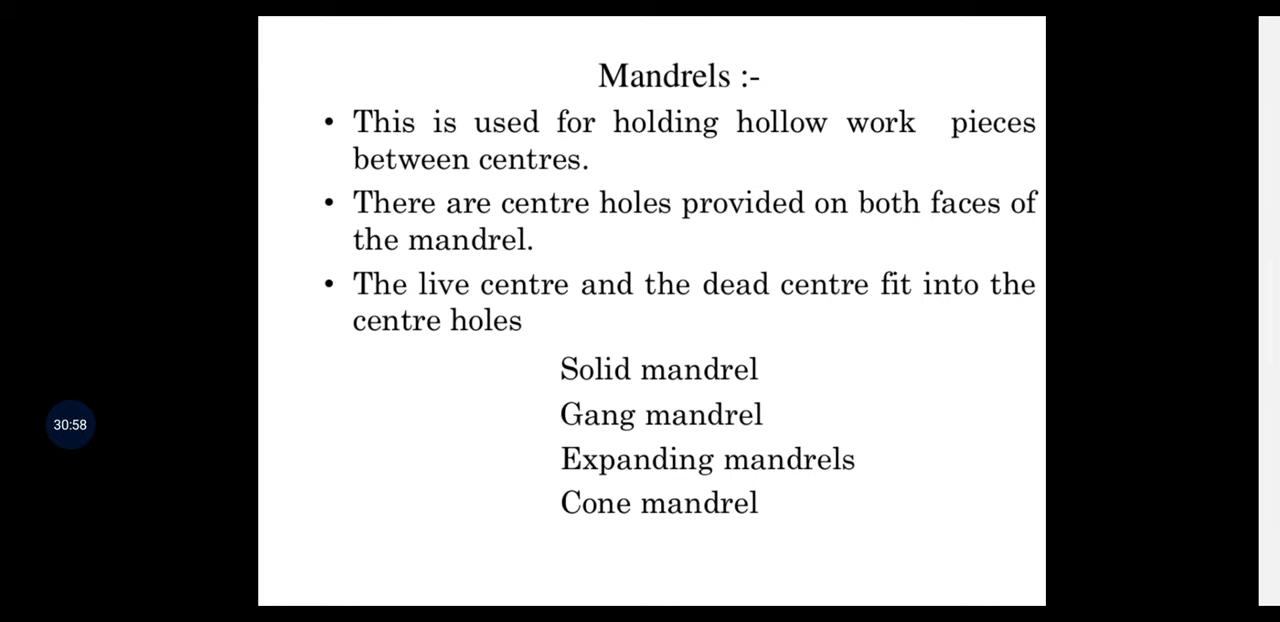 Mandrels :-
• This is used for holding hollow work pieces
between centres.
• There are centre holes provided on both faces of
the mandrel.
• The live centre and the dead centre fit into the
centre holes
Solid mandrel
Gang mandrel
30:58
Expanding mandrels
Cone mandrel